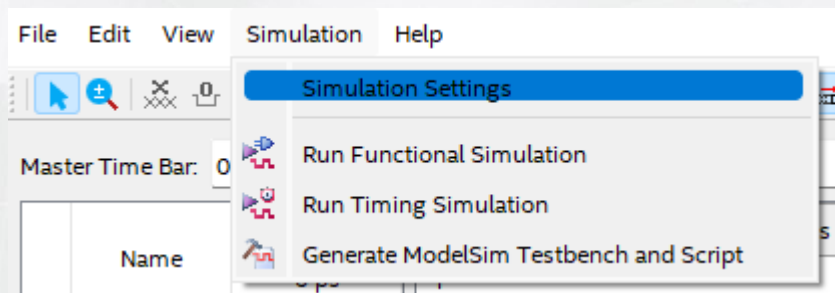 File Edit View Simulation Help
Simulation Settings
Master Time Bar: 0
Run Functional Simulation
Run Timing Simulation
Name
Generate ModelSim Testbench and Script